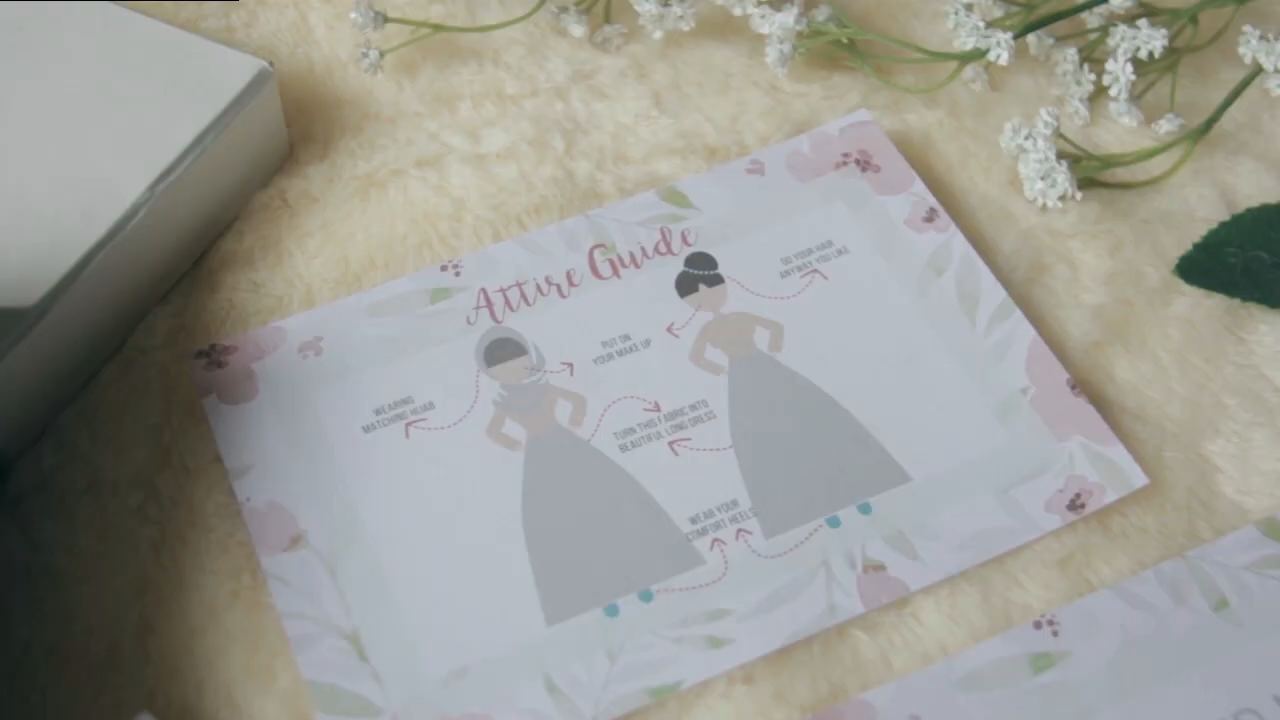 Attire Guide
DO YOUR HAIR
ANYWAY YOU LIKE
PUT ON
YOUR MAKE UP
WEARING
MATCHING HIJAB
TURN THIS FABRIC INTO
BEAUTIFUL LONG DRESS
WEAR YOUR
COMFORT HEELS